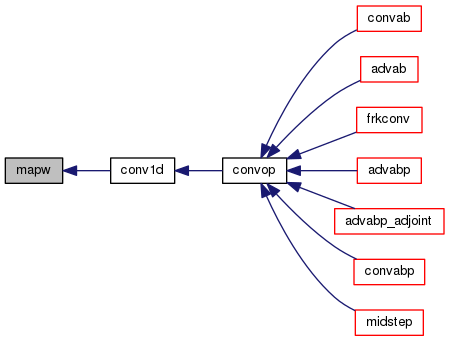 mapw
conv1d
convop
convab
advab
frkconv
advabp
advabp_adjoint
convabp
midstep